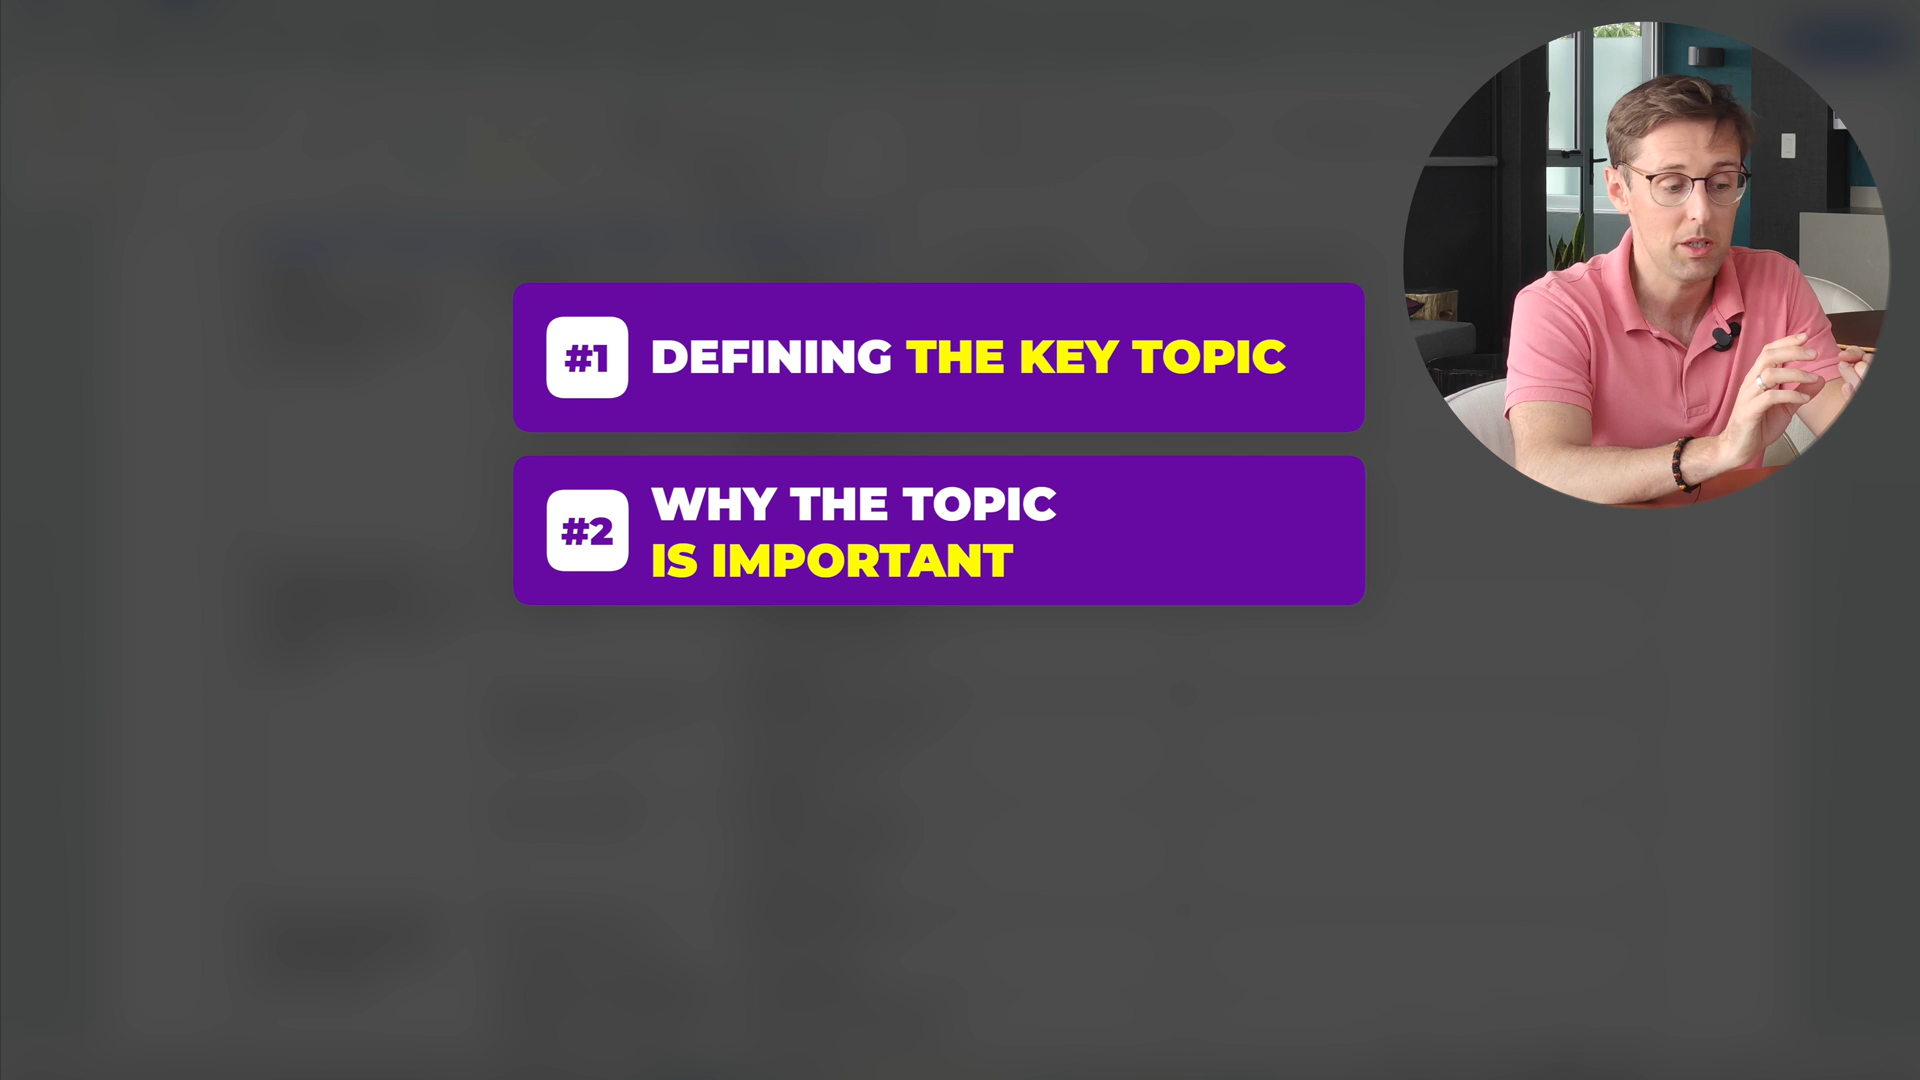 #1 DEFINING THE KEY TOPIC
#2 WHY THE TOPIC
IS IMPORTANT